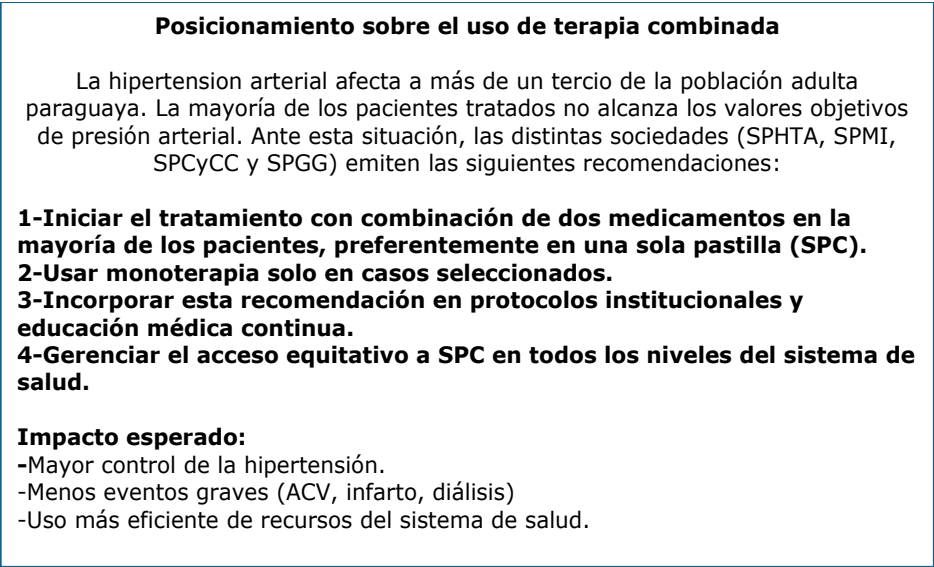 Posicionamiento sobre el uso de terapia combinada
La hipertension arterial afecta a más de un tercio de la población adulta
paraguaya. La mayoría de los pacientes tratados no alcanza los valores objetivos
de presión arterial. Ante esta situación, las distintas sociedades (SPHTA, SPMI,
SPCyCC y SPGG) emiten las siguientes recomendaciones:
1-Iniciar el tratamiento con combinación de dos medicamentos en la
mayoría de los pacientes, preferentemente en una sola pastilla (SPC).
2-Usar monoterapia solo en casos seleccionados.
3-Incorporar esta recomendación en protocolos institucionales y
educación médica continua.
4-Gerenciar el acceso equitativo a SPC en todos los niveles del sistema de
salud.
Impacto esperado:
-Mayor control de la hipertensión.
-Menos eventos graves (ACV, infarto, diálisis)
-Uso más eficiente de recursos del sistema de salud.